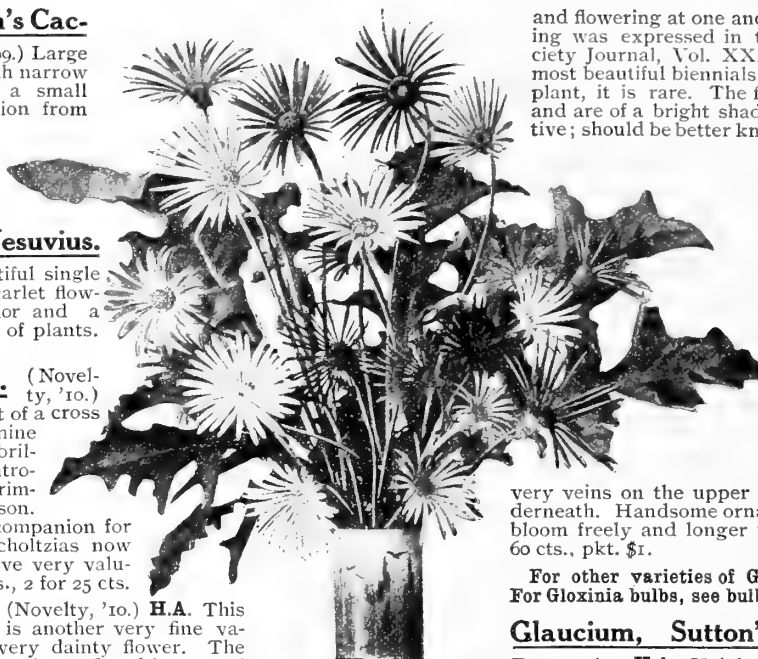 n's Cac-
09.) Large
h narrow
a small
ion from
esuvius.
tiful single
arlet flow-
or and a
of plants.
(Novel-
ty, '10.)
t of a cross
nine
bril-
tro-
rim-
son.
companion for
choltzias now
ve very valu-
s., 2 for 25 cts.
(Novelty, '10.) H.A. This
is another very fine va-
very dainty flower. The
and flowering at one and
ing was expressed in t
ciety Journal, Vol. XX
most beautiful biennials
plant, it is rare. The f
and are of a bright shad
tive; should be better kn
very veins on the upper
derneath. Handsome orna
bloom freely and longer
60 cts., pkt. $1.
For other varieties of G
For Gloxinia bulbs, see bul
Glaucium, Sutton'